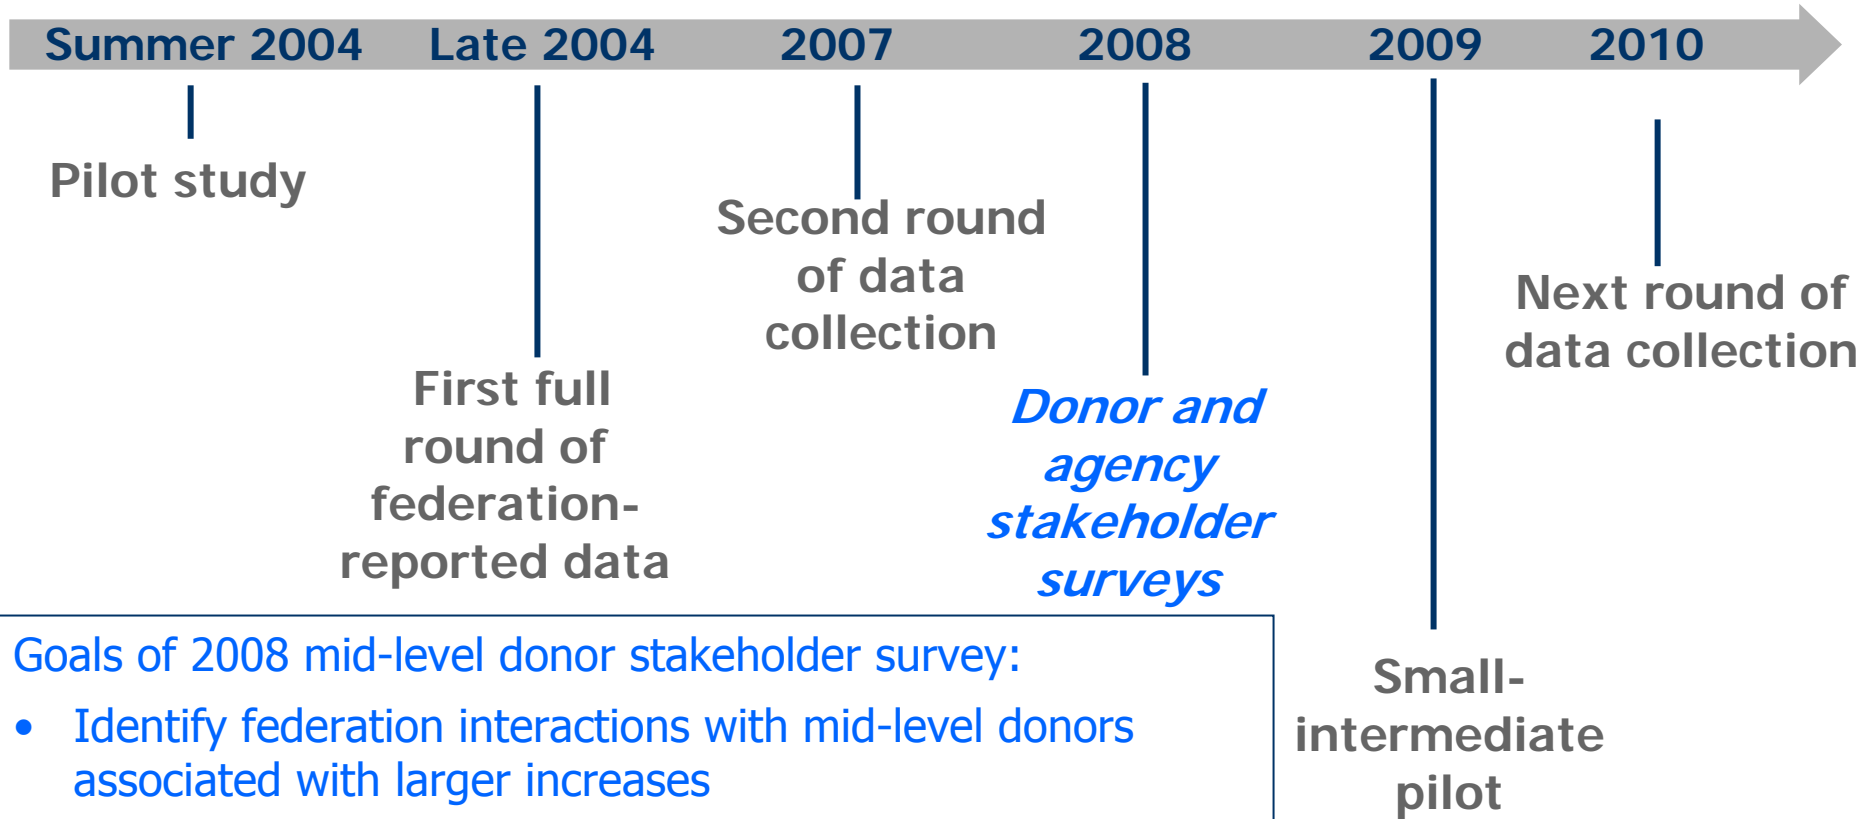 Summer 2004 Late 2004 2007 2008 2009 2010
Pilot study
First full
round of
federation-
reported data
Second round
of data
collection
Donor and
agency
stakeholder
surveys
Small-
intermediate
pilot
Next round of
data collection
Goals of 2008 mid-level donor stakeholder survey:
• Identify federation interactions with mid-level donors
associated with larger increases